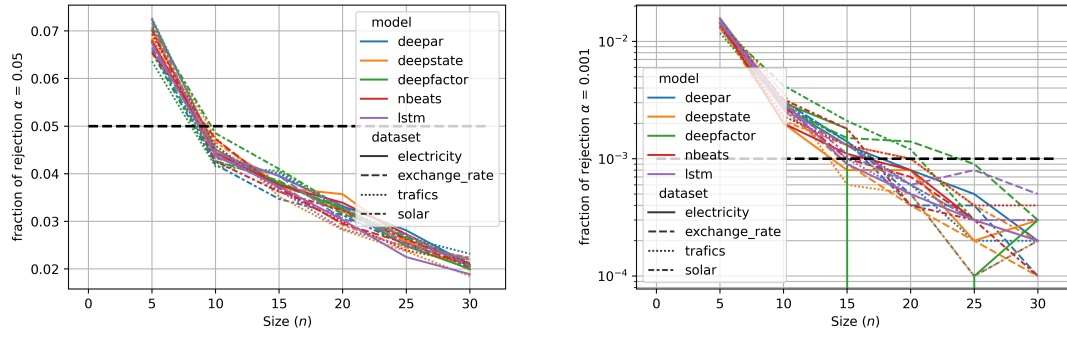 0.07
0.06
0.05
0.04
0.03
0.02
fraction of rejection α = 0.05
0
5
10
15
20
25
30
Size (n)
model
deepar
deepstate
deepfactor
nbeats
lstm
dataset
electricity
exchange_rate
trafics
solar
10⁻²
10⁻³
10⁻⁴
fraction of rejection α = 0.001
0
5
10
15
20
25
30
Size (n)
model
deepar
deepstate
deepfactor
nbeats
lstm
dataset
electricity
exchange_rate
trafics
solar